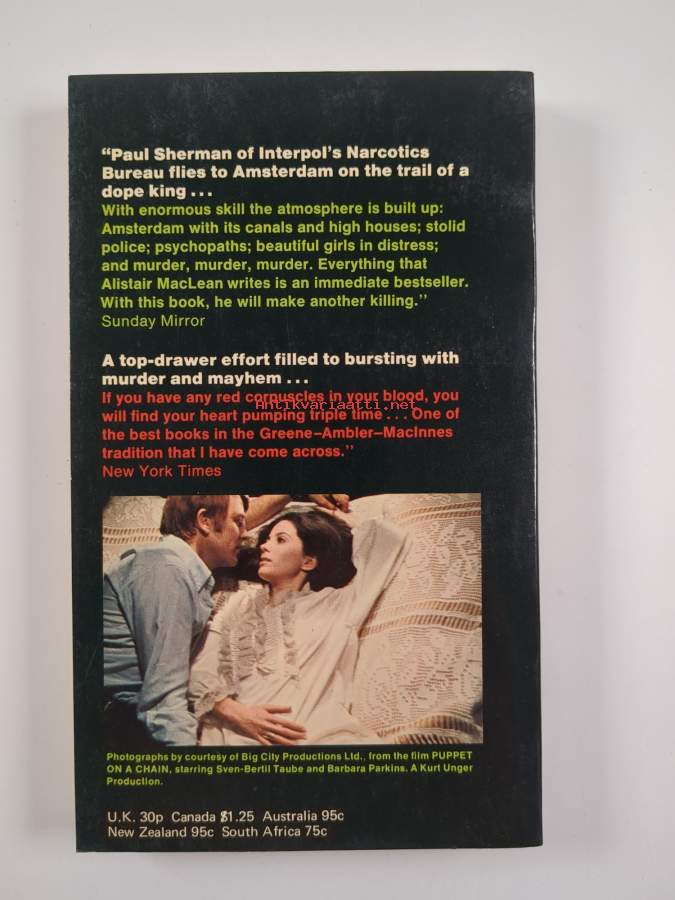 “Paul Sherman of Interpol's Narcotics
Bureau flies to Amsterdam on the trail of a
dope king . . .
With enormous skill the atmosphere is built up:
Amsterdam with its canals and high houses; stolid
police; psychopaths; beautiful girls in distress;
and murder, murder, murder. Everything that
Alistair MacLean writes is an immediate bestseller.
With this book, he will make another killing.”
Sunday Mirror
A top-drawer effort filled to bursting with
murder and mayhem . . .
If you have any red corpuscles in your blood, you
Antikvariaatti.net
will find your heart pumping triple time . . . One of
the best books in the Greene–Ambler–MacInnes
tradition that I have come across.”
New York Times
Photographs by courtesy of Big City Productions Ltd., from the film PUPPET
ON A CHAIN, starring Sven-Bertil Taube and Barbara Parkins. A Kurt Unger
Production.
U.K. 30p Canada $1.25 Australia 95c
New Zealand 95c South Africa 75c